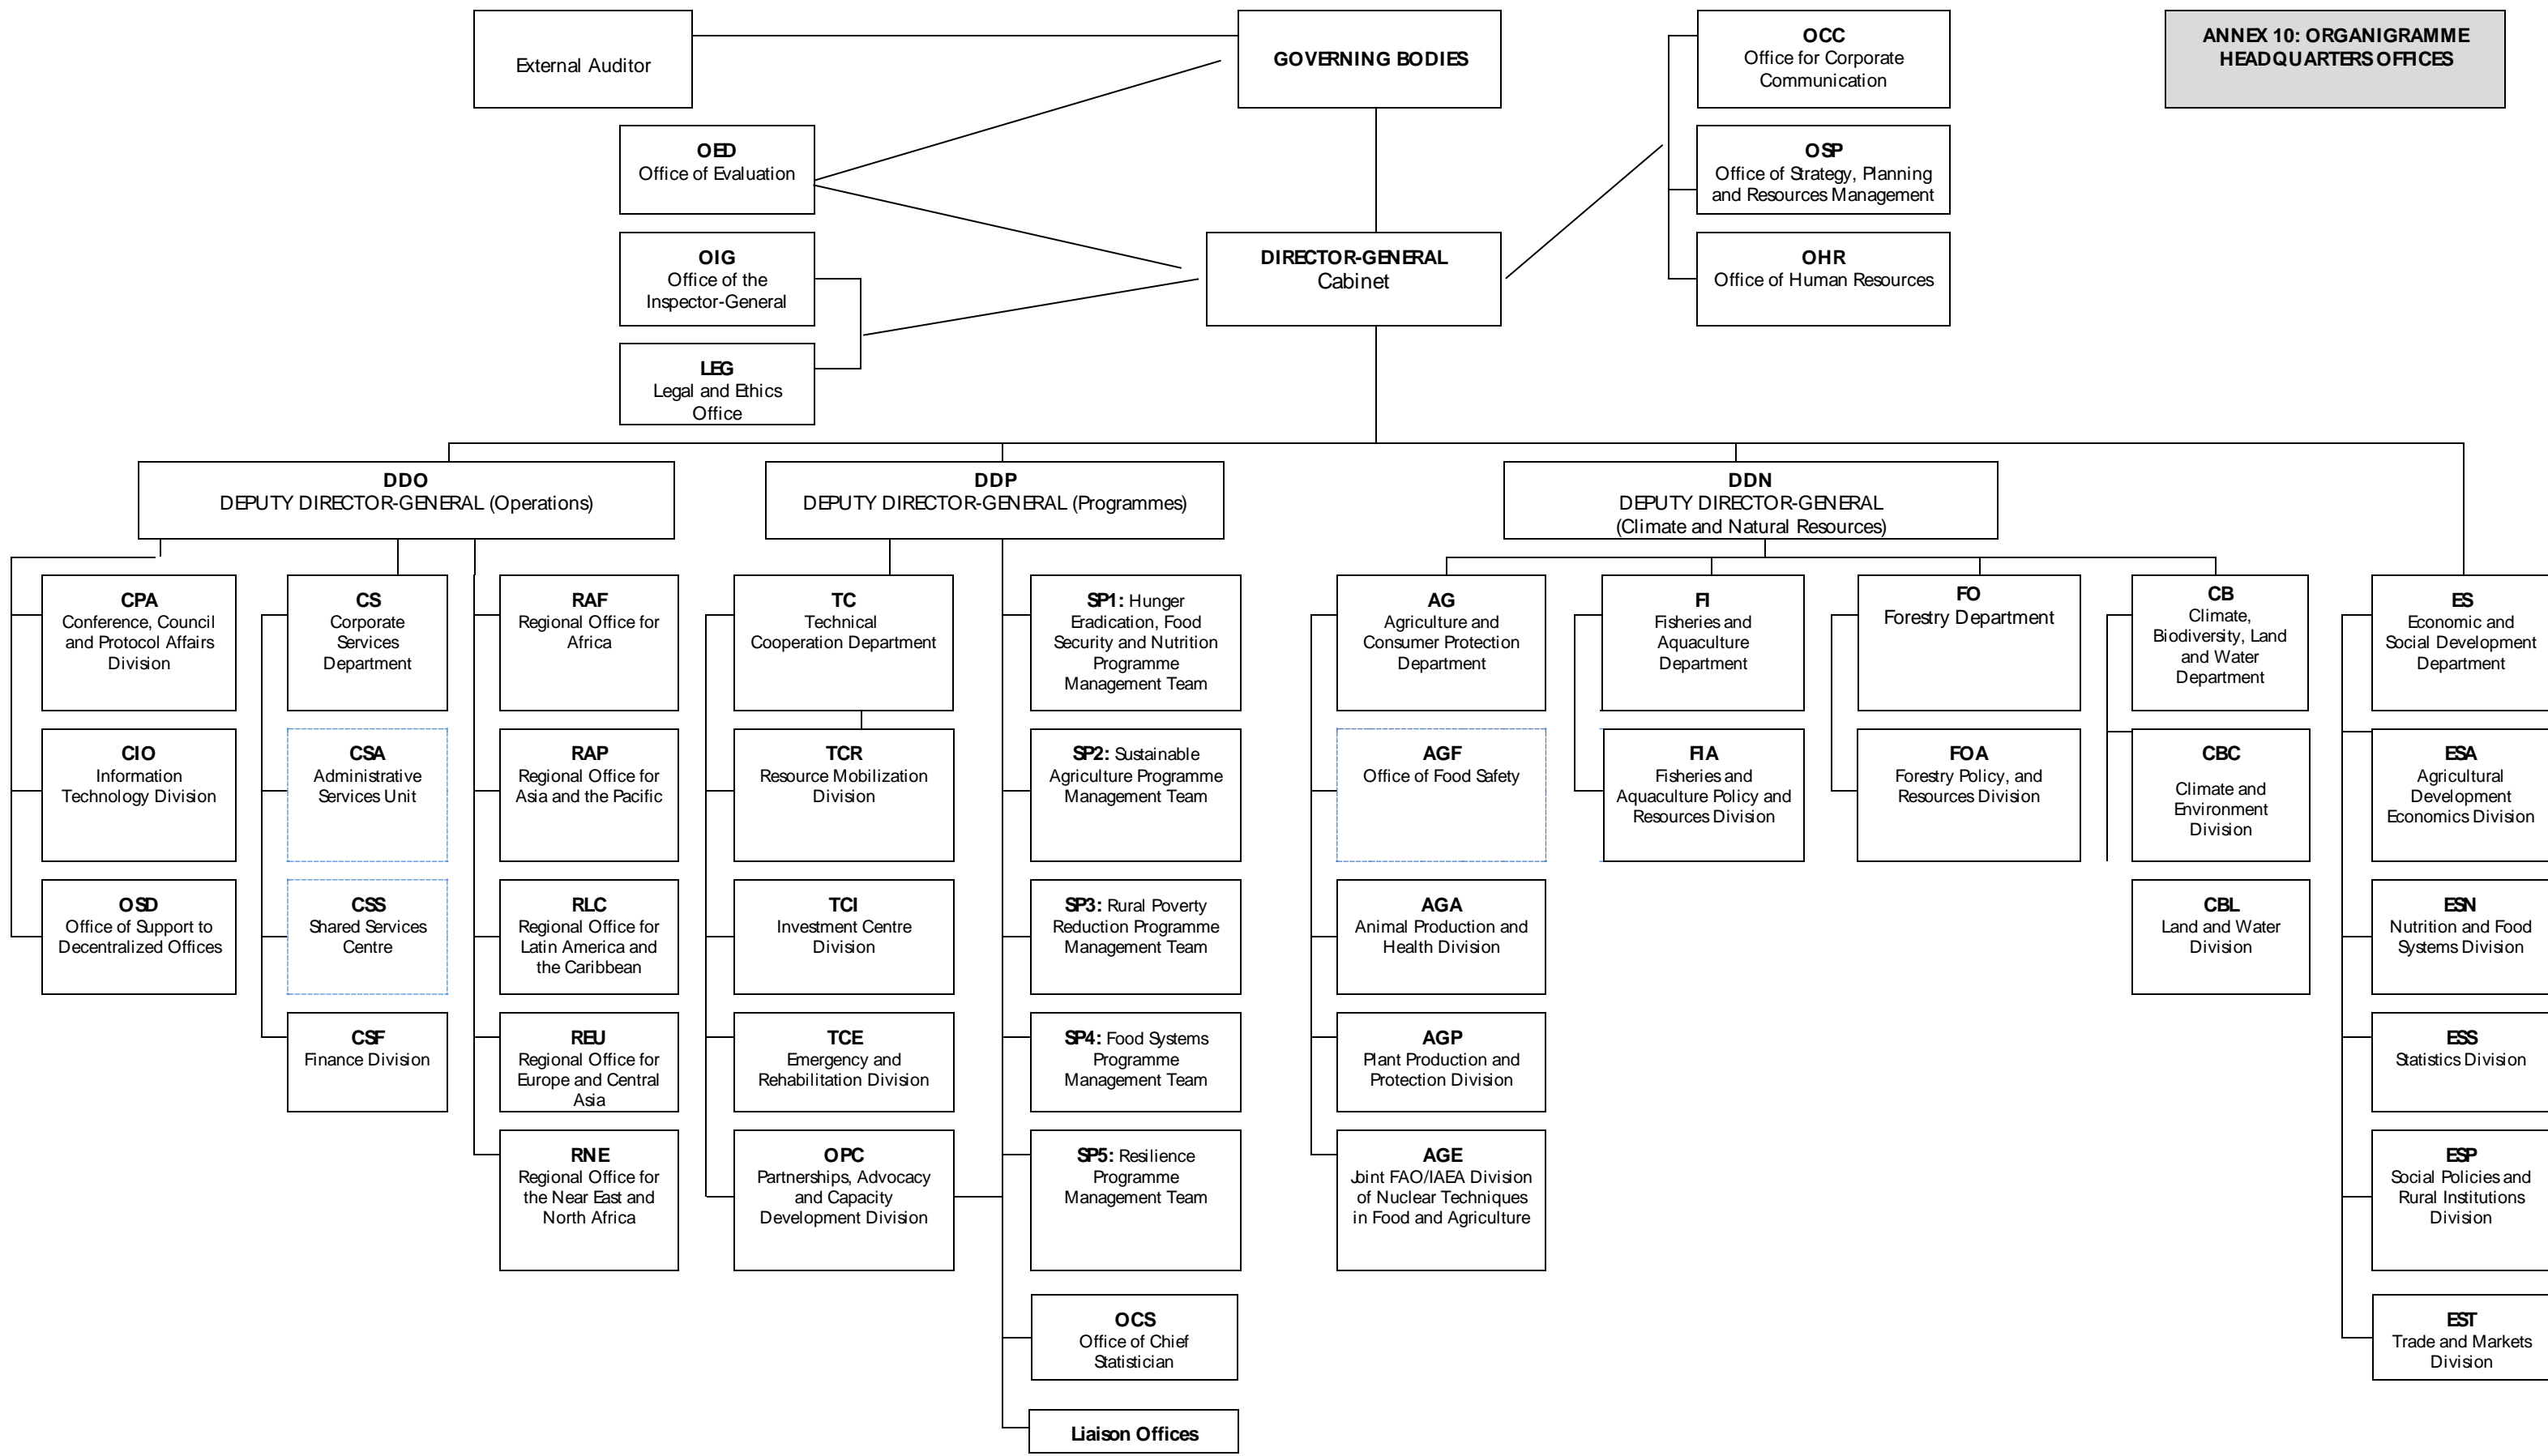 External Auditor
GOVERNING BODIES
OCC
Office for Corporate
Communication
ANNEX 10: ORGANIGRAMME
HEADQUARTERS OFFICES
OED
Office of Evaluation
OSP
Office of Strategy, Planning
and Resources Management
OIG
Office of the
Inspector-General
DIRECTOR-GENERAL
Cabinet
OHR
Office of Human Resources
LEG
Legal and Ethics
Office
DDO
DEPUTY DIRECTOR-GENERAL (Operations)
DDP
DEPUTY DIRECTOR-GENERAL (Programmes)
DDN
DEPUTY DIRECTOR-GENERAL
(Climate and Natural Resources)
CPA
Conference, Council
and Protocol Affairs
Division
CS
Corporate
Services
Department
RAF
Regional Office for
Africa
TC
Technical
Cooperation Department
SP1: Hunger
Eradication, Food
Security and Nutrition
Programme
Management Team
AG
Agriculture and
Consumer Protection
Department
FI
Fisheries and
Aquaculture
Department
FO
Forestry Department
CB
Climate,
Biodiversity, Land
and Water
Department
ES
Economic and
Social Development
Department
CIO
Information
Technology Division
CSA
Administrative
Services Unit
RAP
Regional Office for
Asia and the Pacific
TCR
Resource Mobilization
Division
SP2: Sustainable
Agriculture Programme
Management Team
AGF
Office of Food Safety
FIA
Fisheries and
Aquaculture Policy and
Resources Division
FOA
Forestry Policy, and
Resources Division
CBC
Climate and
Environment
Division
ESA
Agricultural
Development
Economics Division
OSD
Office of Support to
Decentralized Offices
CSS
Shared Services
Centre
RLC
Regional Office for
Latin America and
the Caribbean
TCI
Investment Centre
Division
SP3: Rural Poverty
Reduction Programme
Management Team
AGA
Animal Production and
Health Division
CBL
Land and Water
Division
ESN
Nutrition and Food
Systems Division
CSF
Finance Division
REU
Regional Office for
Europe and Central
Asia
TCE
Emergency and
Rehabilitation Division
SP4: Food Systems
Programme
Management Team
AGP
Plant Production and
Protection Division
ESS
Statistics Division
RNE
Regional Office for
the Near East and
North Africa
OPC
Partnerships, Advocacy
and Capacity
Development Division
SP5: Resilience
Programme
Management Team
AGE
Joint FAO/IAEA Division
of Nuclear Techniques
in Food and Agriculture
ESP
Social Policies and
Rural Institutions
Division
OCS
Office of Chief
Statistician
EST
Trade and Markets
Division
Liaison Offices